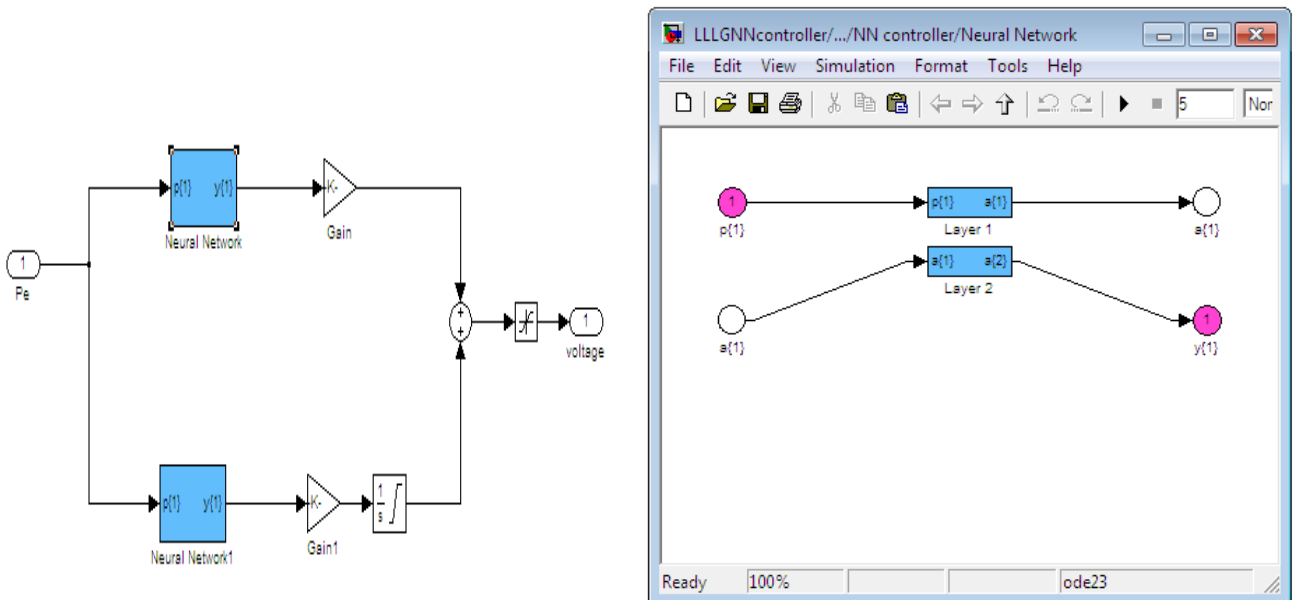 p{1} y{1}
Neural Network
K-
Gain
1
Pe
+
+
1
voltage
p{1} y{1}
Neural Network1
K-
Gain1
1
s
LLLGNNcontroller/.../NN controller/Neural Network
File Edit View Simulation Format Tools Help
5 Nor
1
p{1}
p{1} a{1}
Layer 1
a{1}
a{1} a{2}
Layer 2
a{1}
1
y{1}
Ready 100% ode23